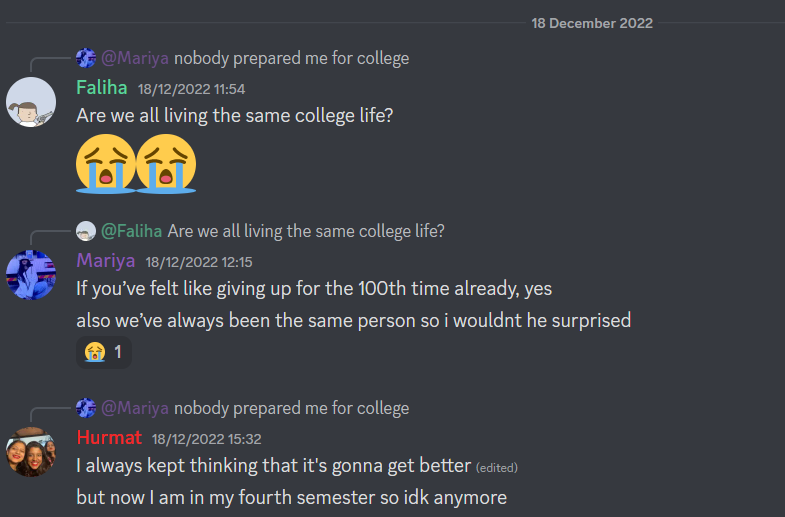 18 December 2022
@Mariya nobody prepared me for college
Faliha 18/12/2022 11:54
Are we all living the same college life?
😭😭
@Faliha Are we all living the same college life?
Mariya 18/12/2022 12:15
If you’ve felt like giving up for the 100th time already, yes
also we’ve always been the same person so i wouldnt he surprised
😭 1
@Mariya nobody prepared me for college
Hurmat 18/12/2022 15:32
I always kept thinking that it's gonna get better (edited)
but now I am in my fourth semester so idk anymore